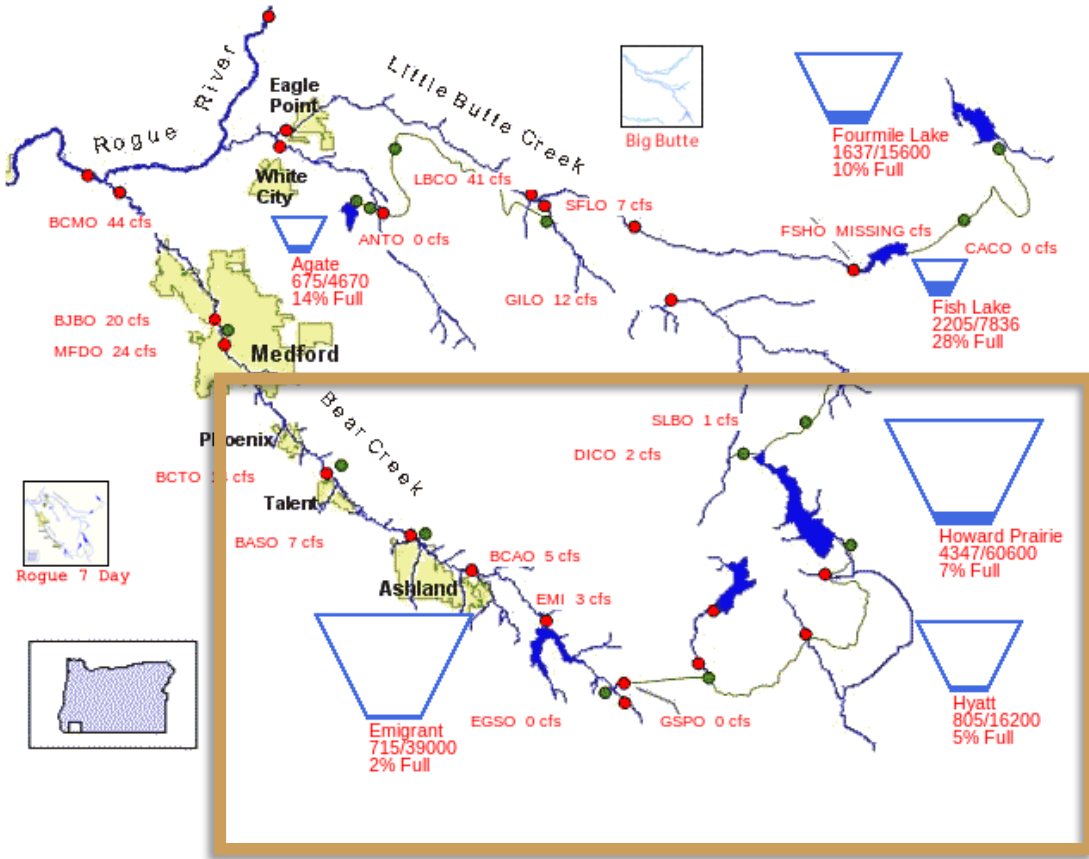 Rogue River
Eagle
Point
Little Butte Creek
Big Butte
Fourmile Lake
1637/15600
10% Full
White
City
LBCO 41 cfs
SFLO 7 cfs
BCMO 44 cfs
ANTO 0 cfs
FSHO MISSING cfs
CACO 0 cfs
Agate
675/4670
14% Full
GILO 12 cfs
Fish Lake
2205/7836
28% Full
BJBO 20 cfs
MFDO 24 cfs
Medford
Bear Creek
SLBO 1 cfs
Phoenix
DICO 2 cfs
BCTO cfs
Talent
Howard Prairie
4347/60600
7% Full
BASO 7 cfs
BCAO 5 cfs
Rogue 7 Day
Ashland
EMI 3 cfs
Hyatt
805/16200
5% Full
EGSO 0 cfs
GSPO 0 cfs
Emigrant
715/39000
2% Full